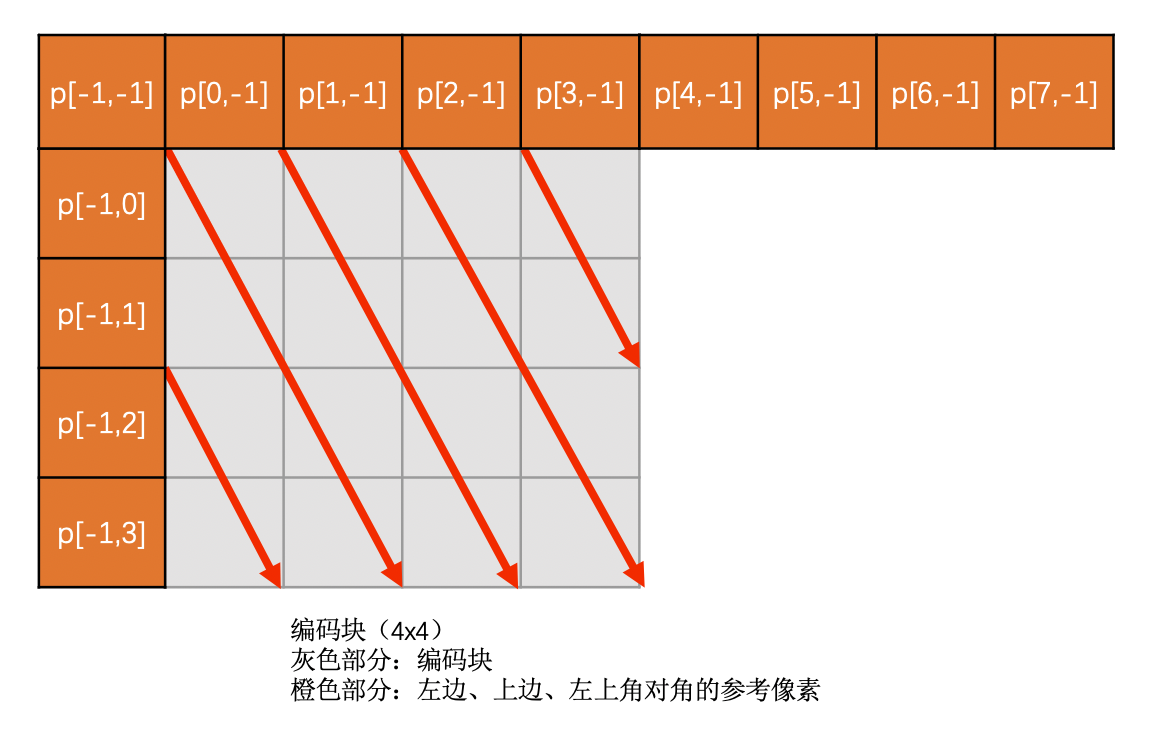 p[-1,-1] p[0,-1] p[1,-1] p[2,-1] p[3,-1] p[4,-1] p[5,-1] p[6,-1] p[7,-1]
p[-1,0]
p[-1,1]
p[-1,2]
p[-1,3]
编码块（4x4）
灰色部分：编码块
橙色部分：左边、上边、左上角对角的参考像素